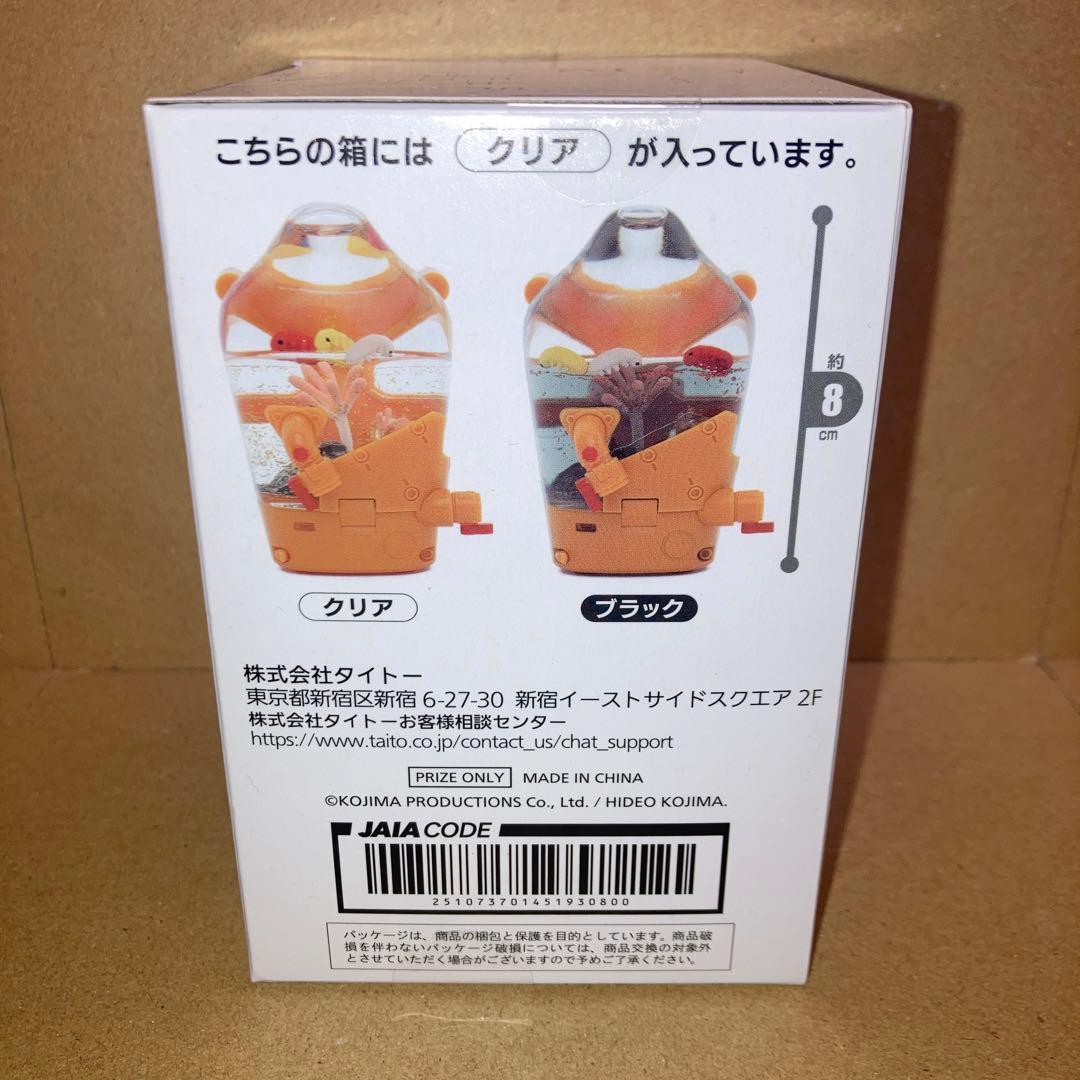 こちらの箱には クリア が入っています。
約
8
cm
クリア
ブラック
株式会社タイトー
東京都新宿区新宿 6-27-30 新宿イーストサイドスクエア 2F
株式会社タイトーお客様相談センター
https://www.taito.co.jp/contact_us/chat_support
PRIZE ONLY MADE IN CHINA
©KOJIMA PRODUCTIONS Co., Ltd. / HIDEO KOJIMA.
JAIA CODE
2510737014519308​00
パッケージは、商品の梱包と保護を目的としています。商品破
損を伴わないパッケージ破損については、商品交換の対象外
とさせていただく場合がございますので予めご了承ください。